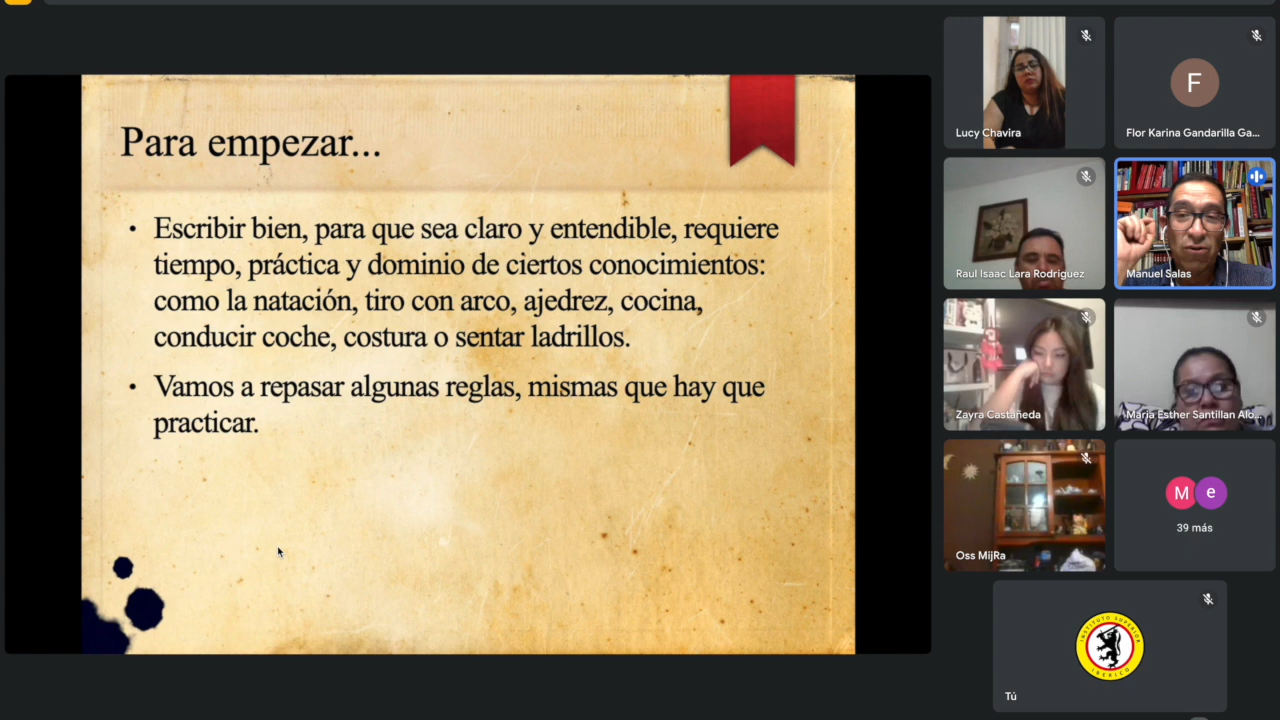 Para empezar...
• Escribir bien, para que sea claro y entendible, requiere
tiempo, práctica y dominio de ciertos conocimientos:
como la natación, tiro con arco, ajedrez, cocina,
conducir coche, costura o sentar ladrillos.
• Vamos a repasar algunas reglas, mismas que hay que
practicar.
Lucy Chavira
F
Flor Karina Gandarilla Ga...
Raul Isaac Lara Rodriguez
Manuel Salas
Zayra Castañeda
Maria Esther Santillan Alo...
Oss MijRa
M e
39 más
INSTITUTO SUPERIOR
IBERICO
Tú